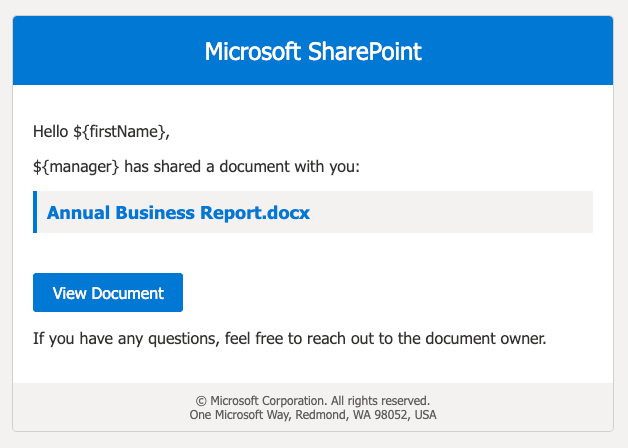 Microsoft SharePoint
Hello ${firstName},
${manager} has shared a document with you:
Annual Business Report.docx
View Document
If you have any questions, feel free to reach out to the document owner.
© Microsoft Corporation. All rights reserved.
One Microsoft Way, Redmond, WA 98052, USA